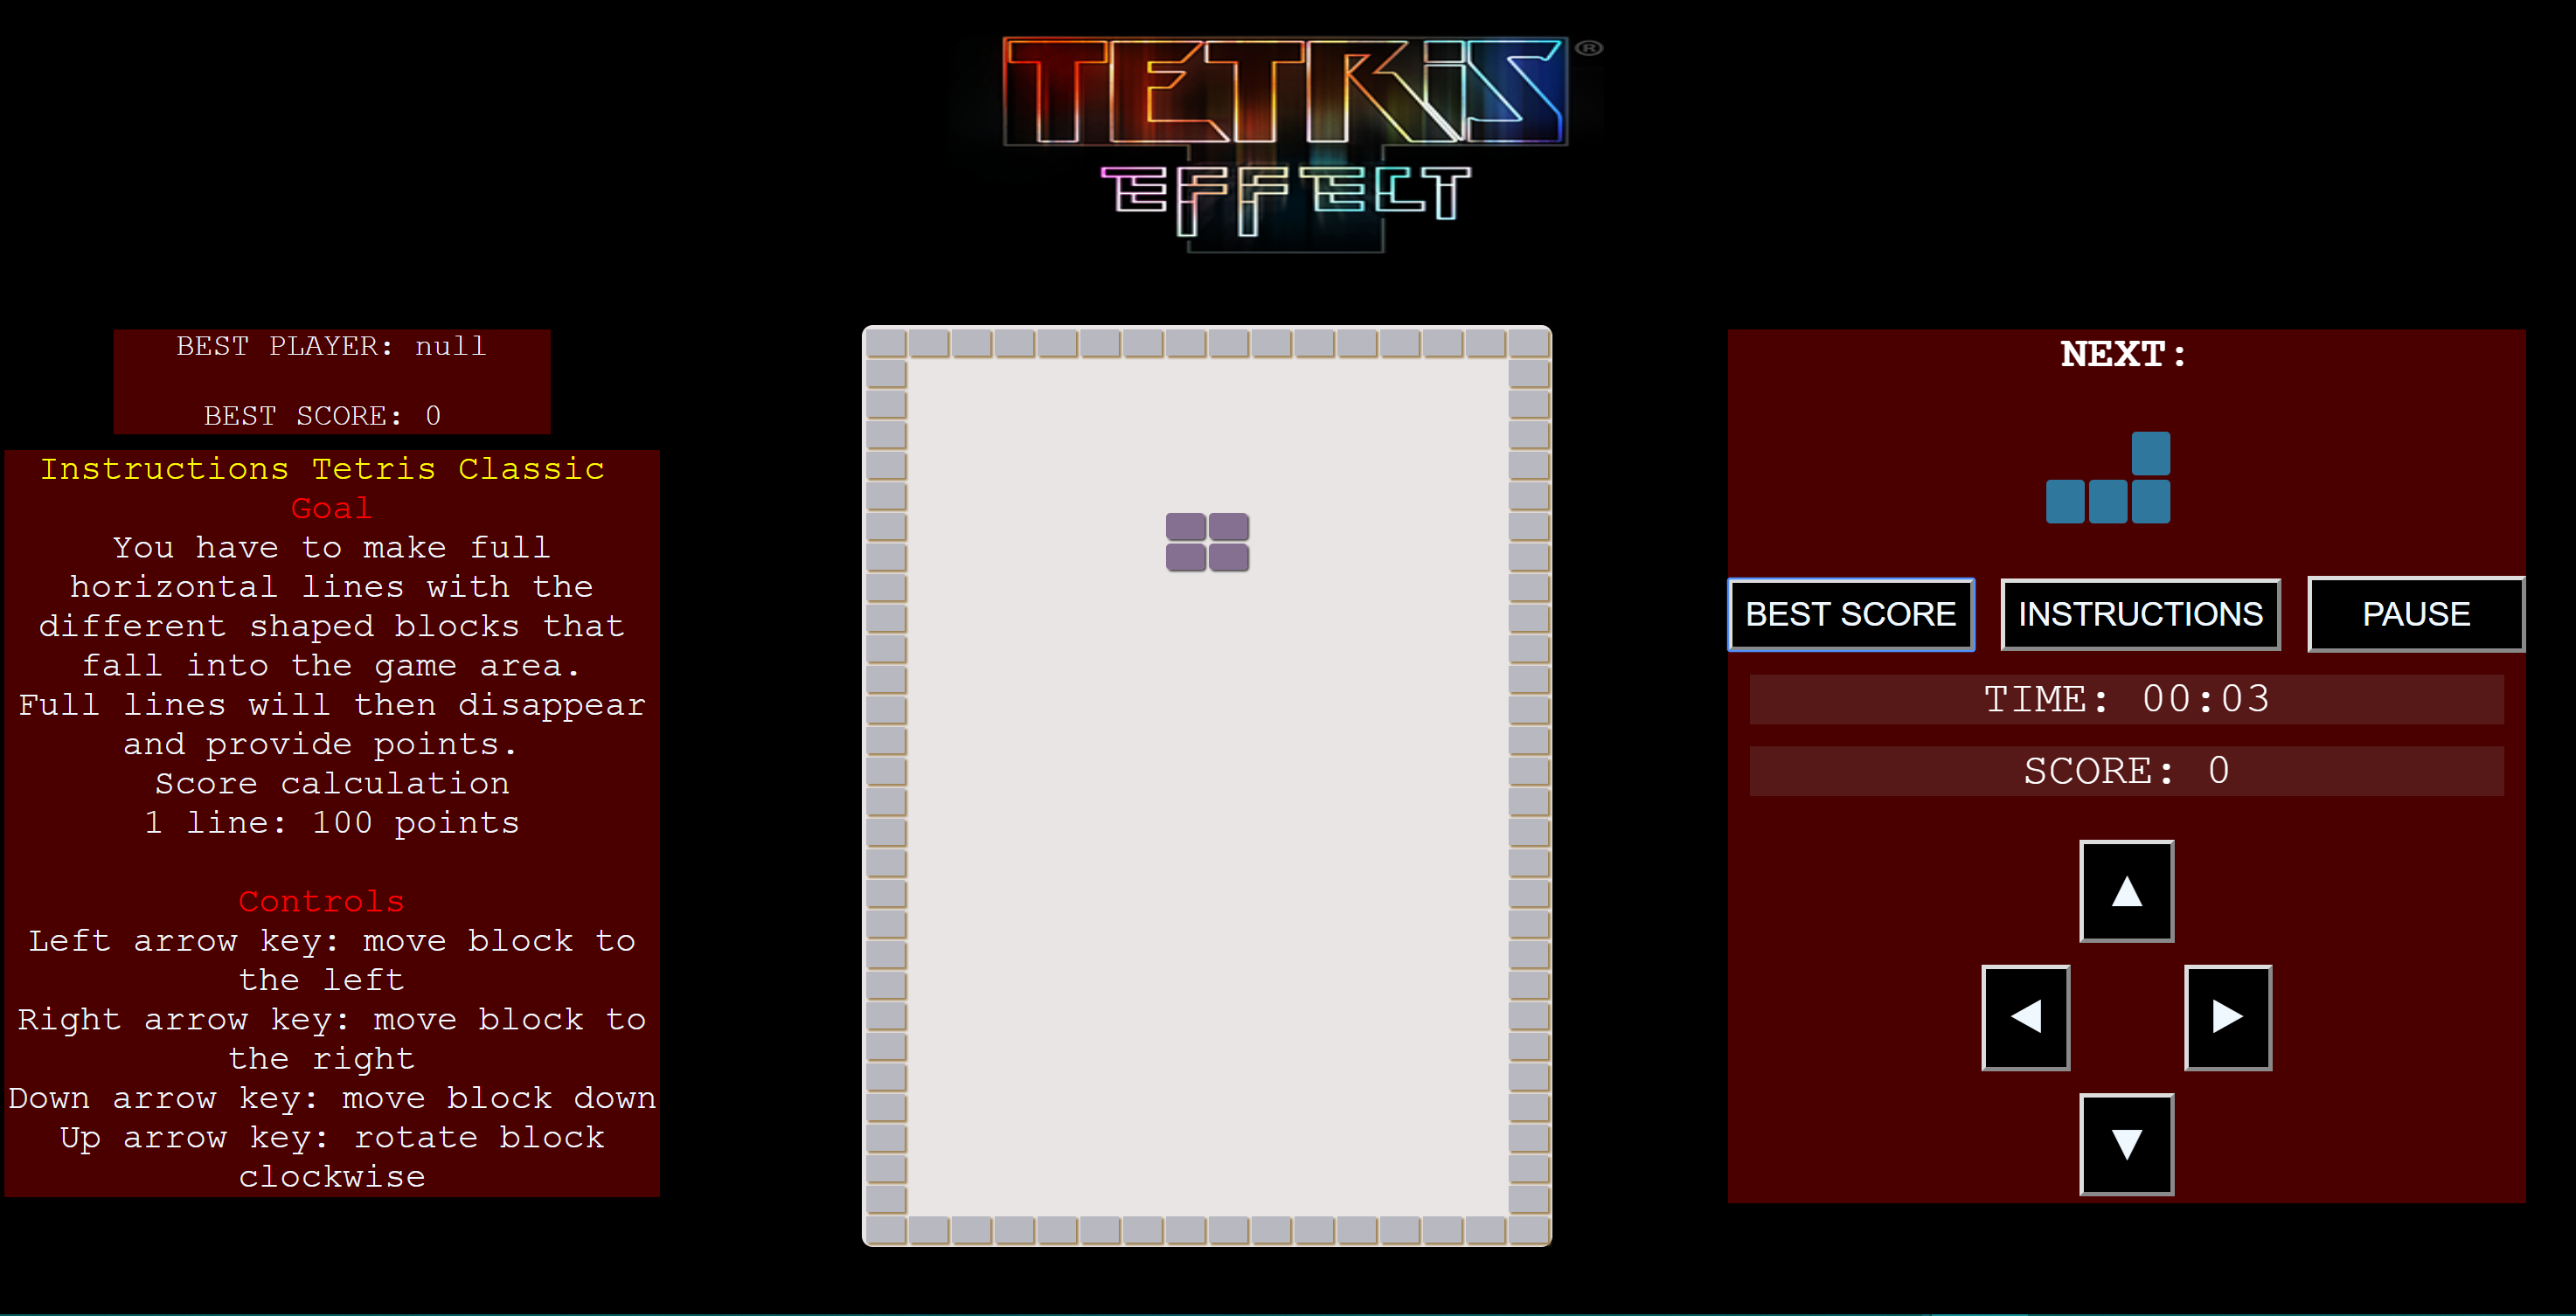 TETRIS®
EFFECT
BEST PLAYER: null
BEST SCORE: 0
Instructions Tetris Classic
Goal
You have to make full
horizontal lines with the
different shaped blocks that
fall into the game area.
Full lines will then disappear
and provide points.
Score calculation
1 line: 100 points
Controls
Left arrow key: move block to
the left
Right arrow key: move block to
the right
Down arrow key: move block down
Up arrow key: rotate block
clockwise
NEXT:
BEST SCORE
INSTRUCTIONS
PAUSE
TIME: 00:03
SCORE: 0
▲
◀
▶
▼